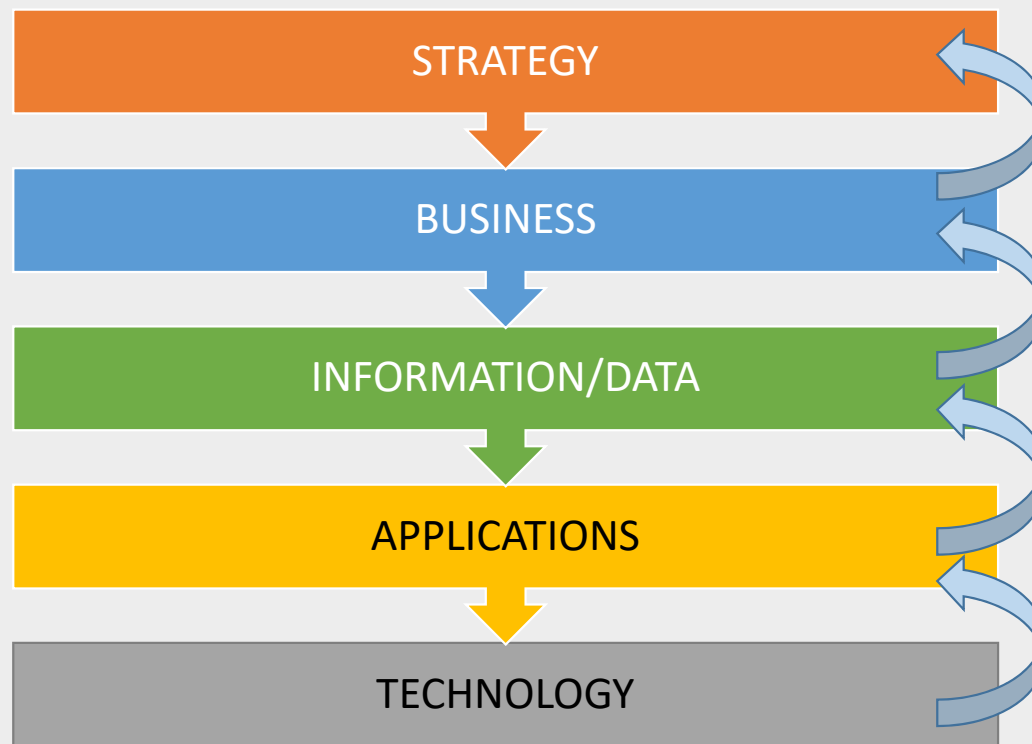 STRATEGY
BUSINESS
INFORMATION/DATA
APPLICATIONS
TECHNOLOGY